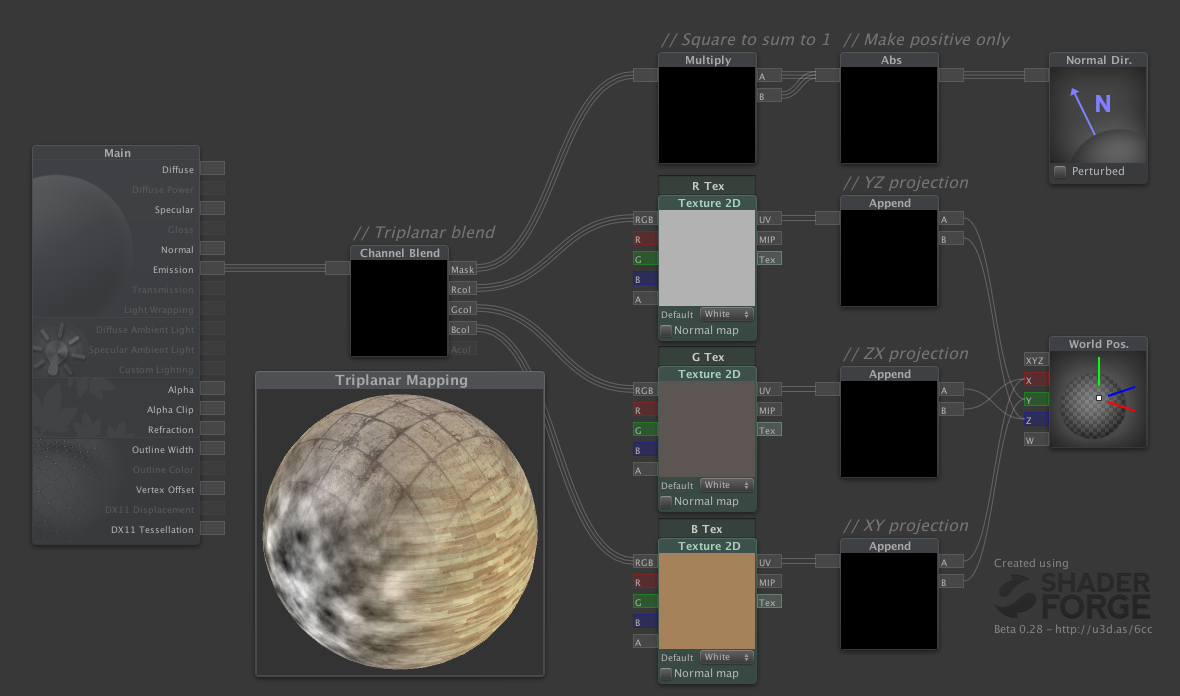 // Square to sum to 1
// Make positive only
Multiply
A
B
Abs
Normal Dir.
N
Perturbed
Main
Diffuse
Diffuse Power
Specular
Gloss
Normal
Emission
Transmission
Light Wrapping
Diffuse Ambient Light
Specular Ambient Light
Custom Lighting
Alpha
Alpha Clip
Refraction
Outline Width
Outline Color
Vertex Offset
DX11 Displacement
DX11 Tessellation
// Triplanar blend
Channel Blend
Mask
Rcol
Gcol
Bcol
Acol
Triplanar Mapping
R Tex
Texture 2D
RGB
R
G
B
A
UV
MIP
Tex
Default
White
Normal map
// YZ projection
Append
A
B
G Tex
Texture 2D
RGB
R
G
B
A
UV
MIP
Tex
Default
White
Normal map
// ZX projection
Append
A
B
World Pos.
XYZ
X
Y
Z
W
B Tex
Texture 2D
RGB
R
G
B
A
UV
MIP
Tex
Default
White
Normal map
// XY projection
Append
A
B
Created using
SHADER
FORGE
Beta 0.28 – http://u3d.as/6cc